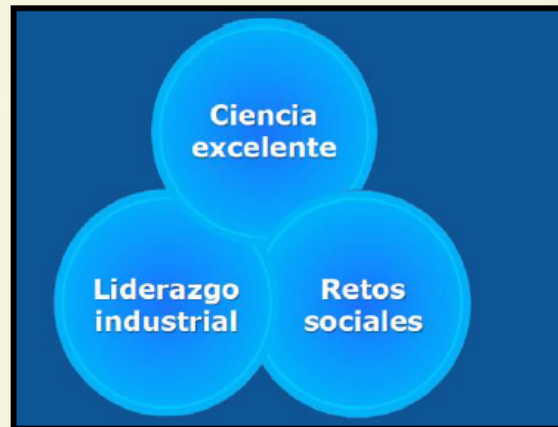 Ciencia
excelente
Liderazgo
industrial
Retos
sociales